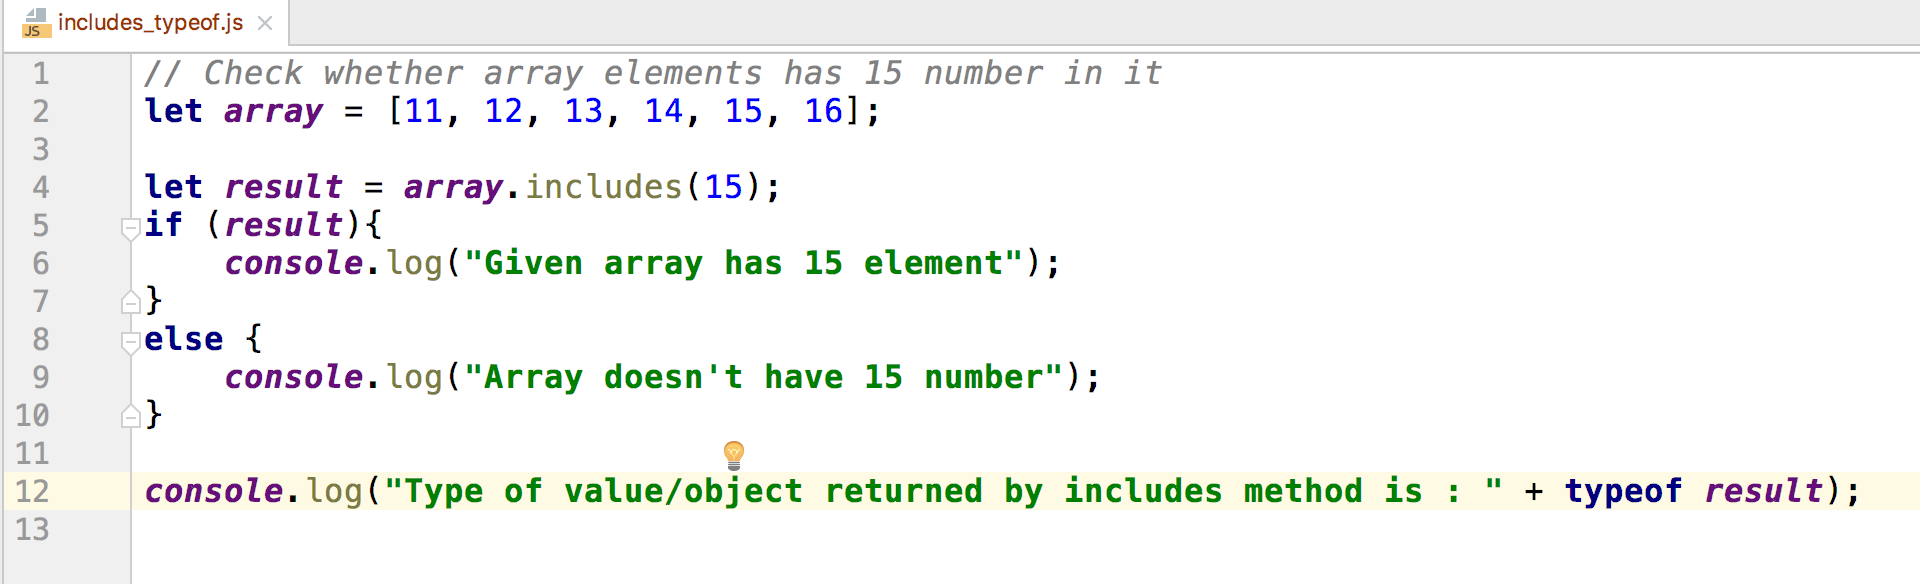 JS includes_typeof.js
1 // Check whether array elements has 15 number in it
2 let array = [11, 12, 13, 14, 15, 16];
3
4 let result = array.includes(15);
5 if (result){
6     console.log("Given array has 15 element");
7 }
8 else {
9     console.log("Array doesn't have 15 number");
10 }
11
12 console.log("Type of value/object returned by includes method is : " + typeof result);
13